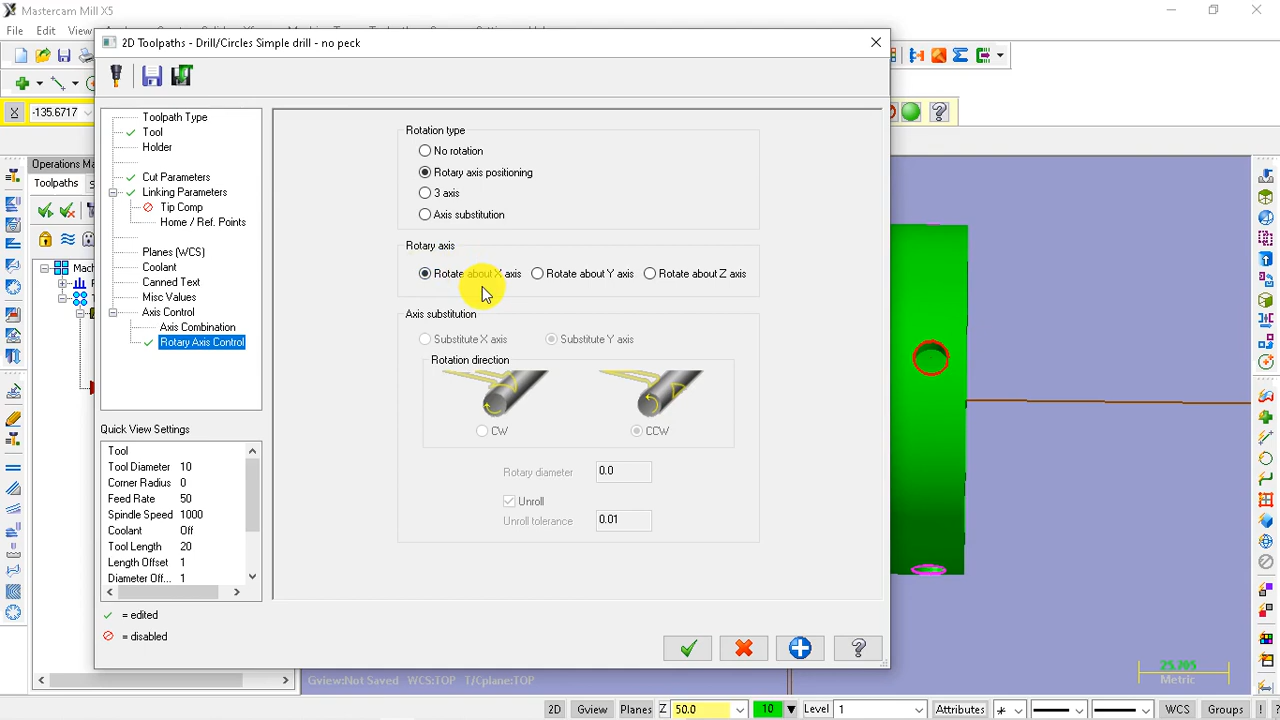 Mastercam Mill X5
File Edit View
2D Toolpaths - Drill/Circles Simple drill - no peck
-135.6717
Toolpath Type
Tool
Holder
Cut Parameters
Linking Parameters
Tip Comp
Home / Ref. Points
Planes (WCS)
Coolant
Canned Text
Misc Values
Axis Control
Axis Combination
Rotary Axis Control
Operations Ma
Toolpaths
Mach
Rotation type
No rotation
Rotary axis positioning
3 axis
Axis substitution
Rotary axis
Rotate about X axis
Rotate about Y axis
Rotate about Z axis
Axis substitution
Substitute X axis
Substitute Y axis
Rotation direction
CW
CCW
Rotary diameter 0.0
Unroll
Unroll tolerance 0.01
Quick View Settings
Tool
Tool Diameter 10
Corner Radius 0
Feed Rate 50
Spindle Speed 1000
Coolant Off
Tool Length 20
Length Offset 1
Diameter Off... 1
= edited
= disabled
Gview:Not Saved WCS:TOP T/Cplane:TOP
25.705
Metric
2D Gview Planes Z 50.0 10 Level 1 Attributes WCS Groups ?